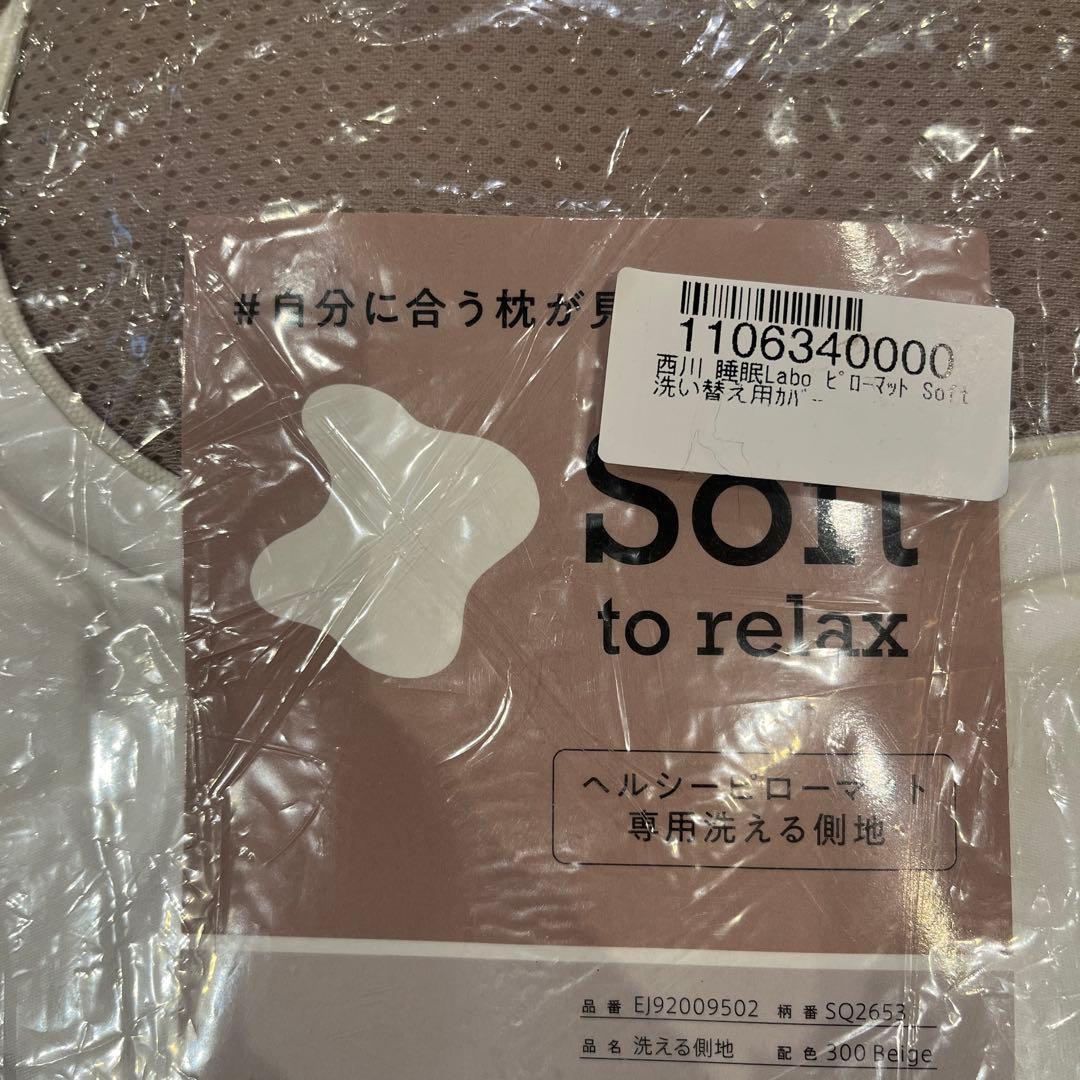 #自分に合う枕が見
1106340000
西川 睡眠Labo ﾋﾟﾛｰﾏｯﾄ Soft
洗い替え用ｶﾊﾞｰ
Soft
to relax
ヘルシーピローマット
専用洗える側地
品番 EJ92009502 柄番 SQ2653
品名 洗える側地 配色 300 Beige